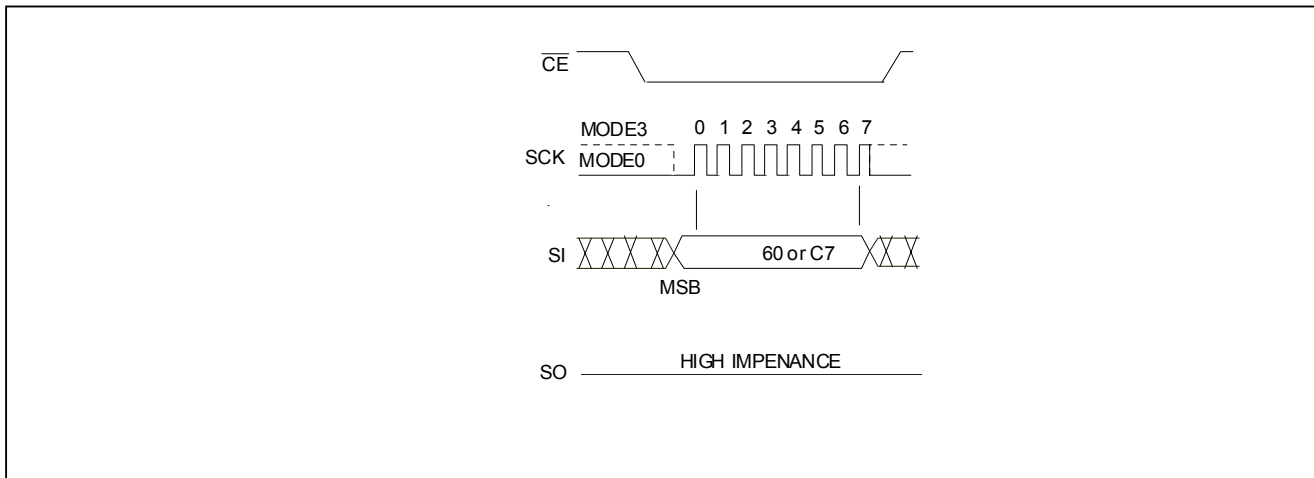 CE
MODE3 0 1 2 3 4 5 6 7
SCK MODE0
SI 60 or C7
MSB
HIGH IMPENANCE
SO